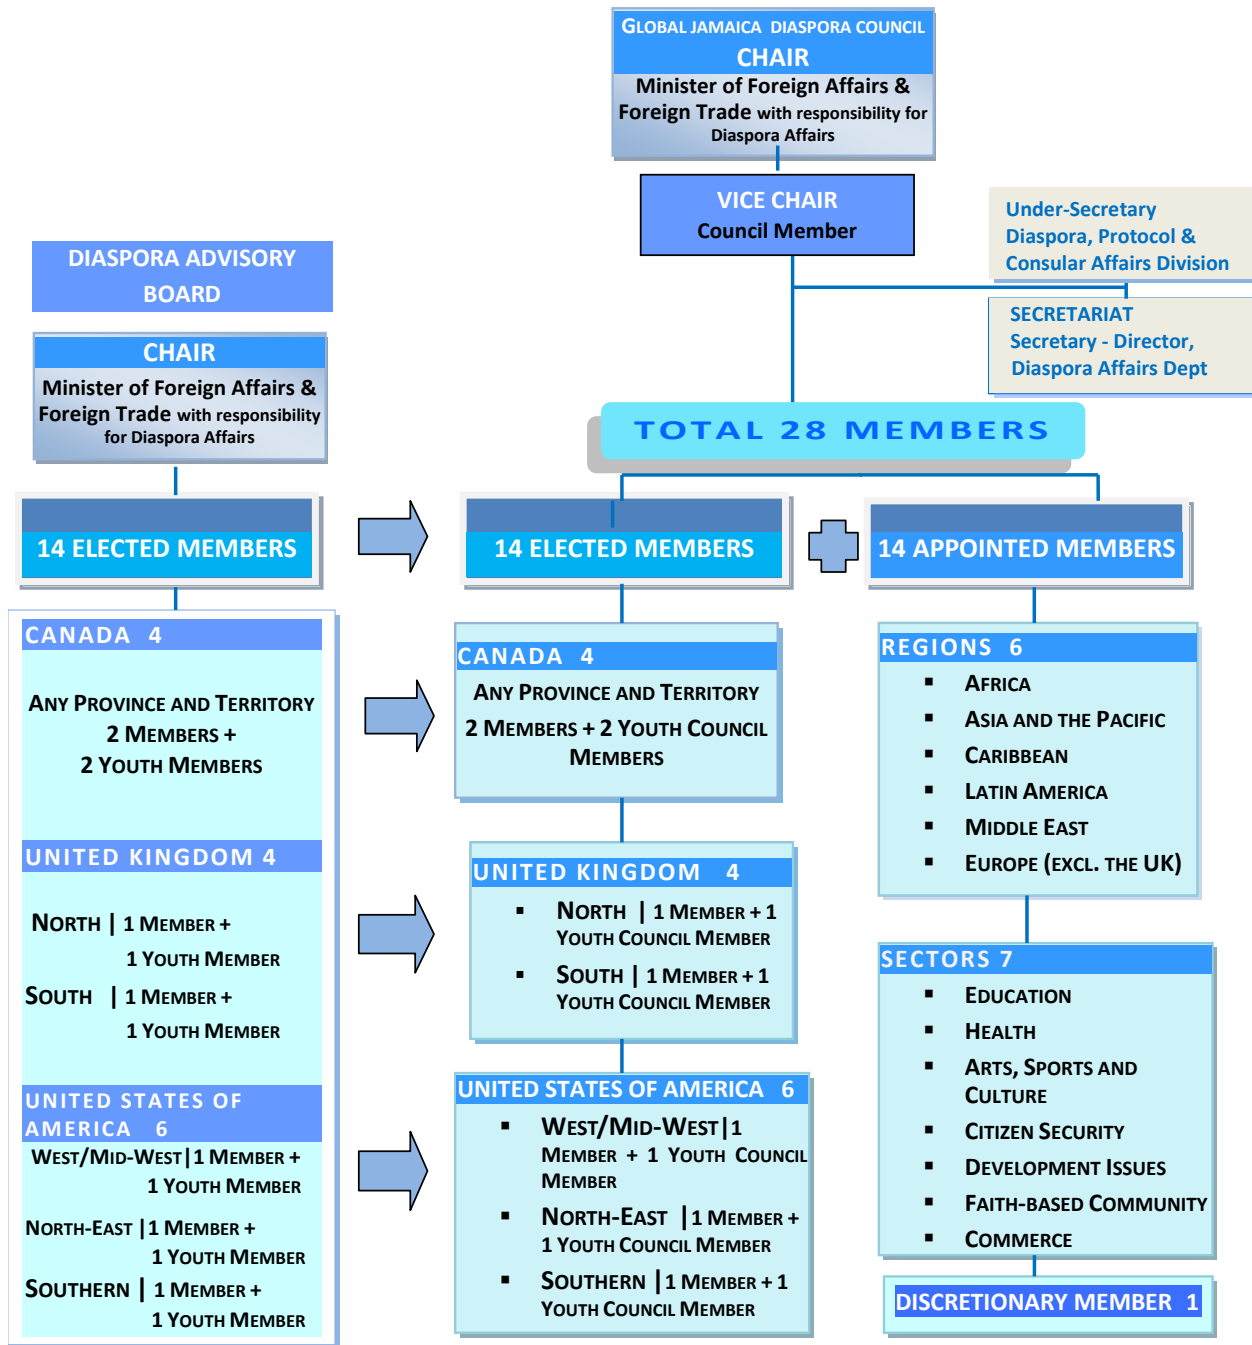 GLOBAL JAMAICA DIASPORA COUNCIL
CHAIR
Minister of Foreign Affairs &
Foreign Trade with responsibility for
Diaspora Affairs
VICE CHAIR
Council Member
Under-Secretary
Diaspora, Protocol &
Consular Affairs Division
SECRETARIAT
Secretary - Director,
Diaspora Affairs Dept
DIASPORA ADVISORY
BOARD
CHAIR
Minister of Foreign Affairs &
Foreign Trade with responsibility
for Diaspora Affairs
TOTAL 28 MEMBERS
14 ELECTED MEMBERS
14 ELECTED MEMBERS
14 APPOINTED MEMBERS
CANADA 4
ANY PROVINCE AND TERRITORY
2 MEMBERS +
2 YOUTH MEMBERS
UNITED KINGDOM 4
NORTH | 1 MEMBER +
1 YOUTH MEMBER
SOUTH | 1 MEMBER +
1 YOUTH MEMBER
UNITED STATES OF
AMERICA 6
WEST/MID-WEST|1 MEMBER +
1 YOUTH MEMBER
NORTH-EAST |1 MEMBER +
1 YOUTH MEMBER
SOUTHERN | 1 MEMBER +
1 YOUTH MEMBER
CANADA 4
ANY PROVINCE AND TERRITORY
2 MEMBERS + 2 YOUTH COUNCIL
MEMBERS
UNITED KINGDOM 4
▪ NORTH | 1 MEMBER + 1
YOUTH COUNCIL MEMBER
▪ SOUTH | 1 MEMBER + 1
YOUTH COUNCIL MEMBER
UNITED STATES OF AMERICA 6
▪ WEST/MID-WEST|1
MEMBER + 1 YOUTH COUNCIL
MEMBER
▪ NORTH-EAST |1 MEMBER +
1 YOUTH COUNCIL MEMBER
▪ SOUTHERN |1 MEMBER + 1
YOUTH COUNCIL MEMBER
REGIONS 6
▪ AFRICA
▪ ASIA AND THE PACIFIC
▪ CARIBBEAN
▪ LATIN AMERICA
▪ MIDDLE EAST
▪ EUROPE (EXCL. THE UK)
SECTORS 7
▪ EDUCATION
▪ HEALTH
▪ ARTS, SPORTS AND
CULTURE
▪ CITIZEN SECURITY
▪ DEVELOPMENT ISSUES
▪ FAITH-BASED COMMUNITY
▪ COMMERCE
DISCRETIONARY MEMBER 1